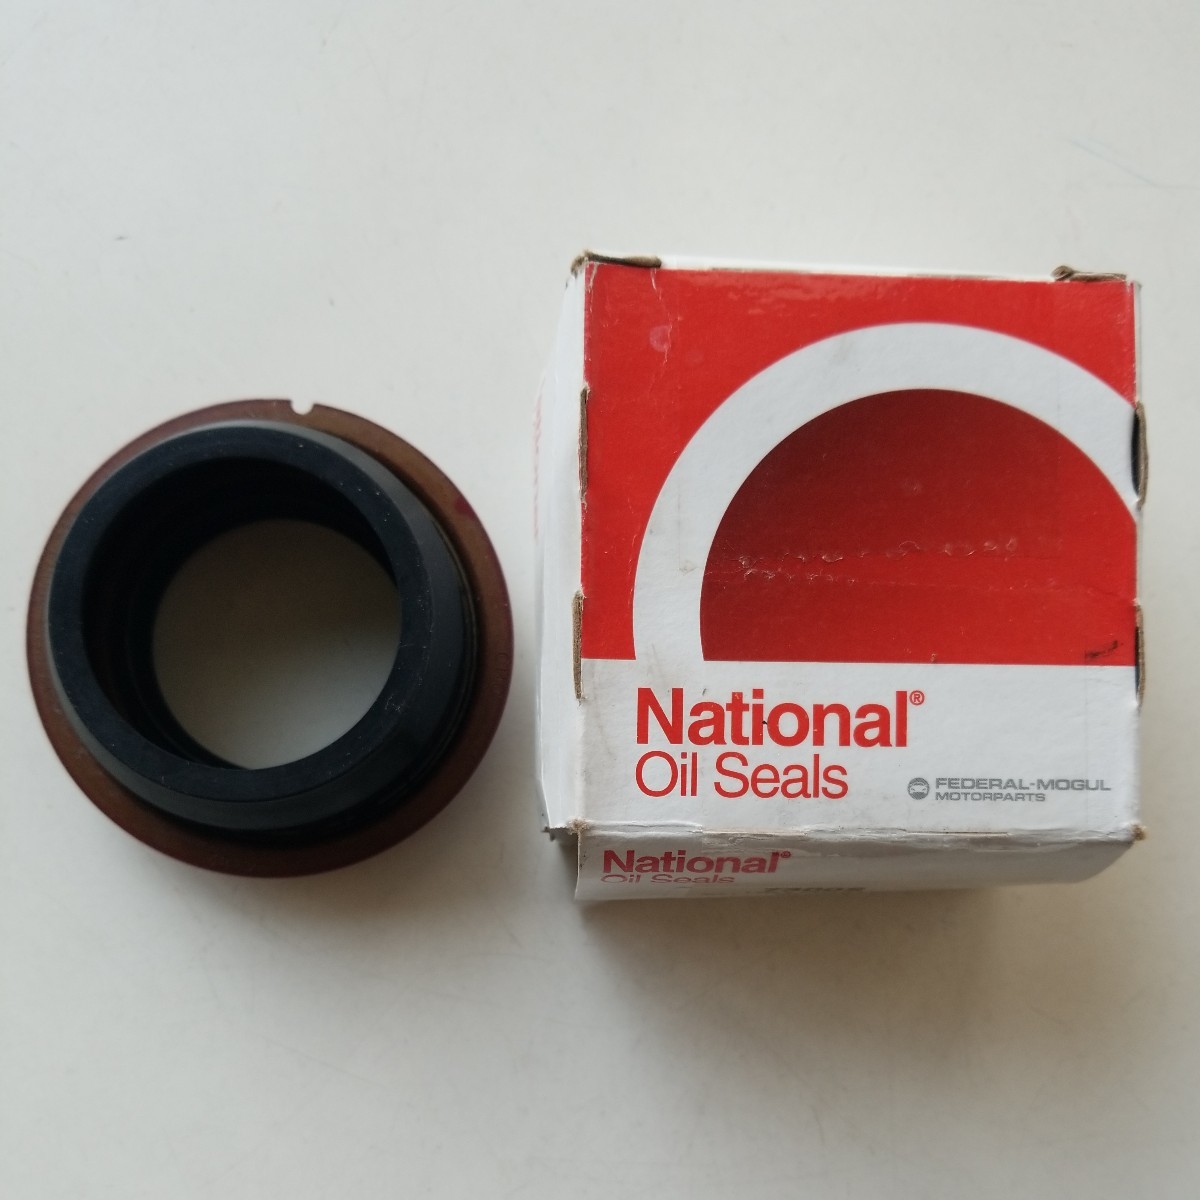 National®
Oil Seals
FEDERAL-MOGUL
MOTORPARTS
National®
Oil Seals